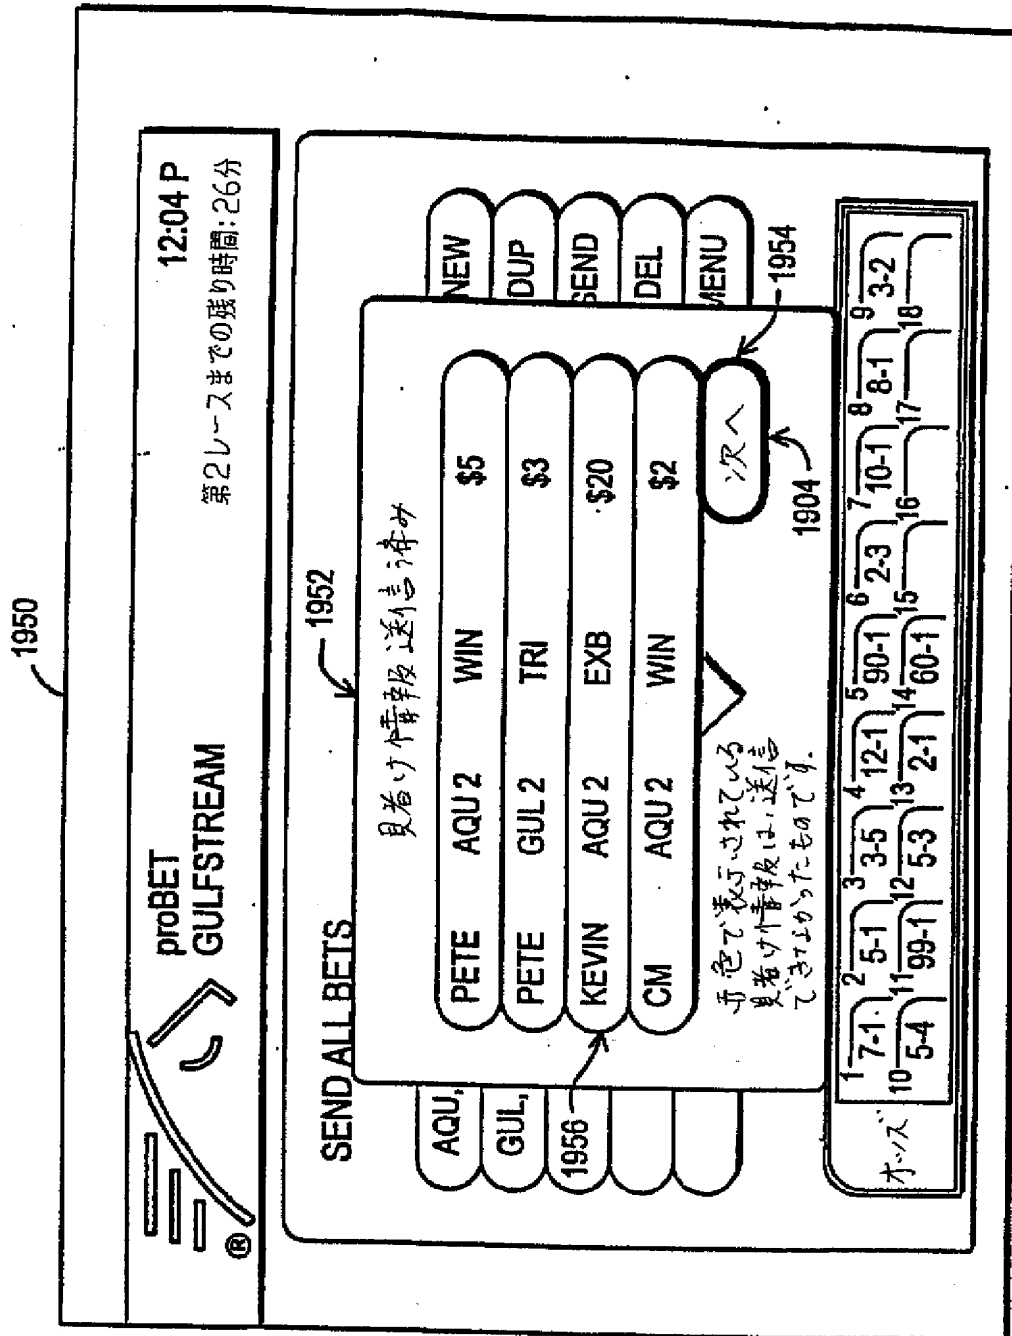 1950
proBET
GULFSTREAM
12:04 P
第2レースまでの残り時間:26分
®
SEND ALL BETS
1952
AQU,
GUL,
NEW
DUP
SEND
DEL
MENU
見着け情報送信済み
PETE AQU 2 WIN $5
PETE GUL 2 TRI $3
KEVIN AQU 2 EXB $20
CM AQU 2 WIN $2
1956
赤色で表示されている
見着け情報は、送信
できなかったものです.
次へ
1954
1904
オッズ
1 7-1 2 5-1 3 3-5 4 12-1 5 90-1 6 2-3 7 10-1 8 8-1 9 3-2
10 5-4 11 99-1 12 5-3 13 2-1 14 60-1 15 16 17 18